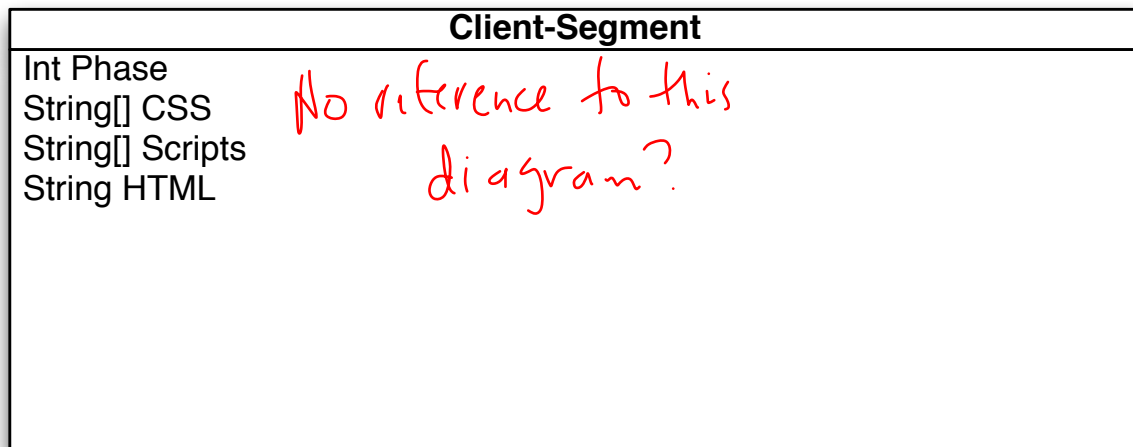 Client-Segment
Int Phase
String[] CSS
String[] Scripts
String HTML
No reference to this
diagram?